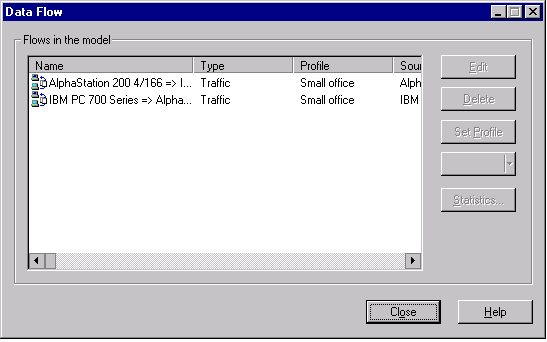 Data Flow
Flows in the model
Name Type Profile Sour
AlphaStation 200 4/166 => I... Traffic Small office Alph
IBM PC 700 Series => Alpha... Traffic Small office IBM
Edit
Delete
Set Profile
Statistics...
Close Help